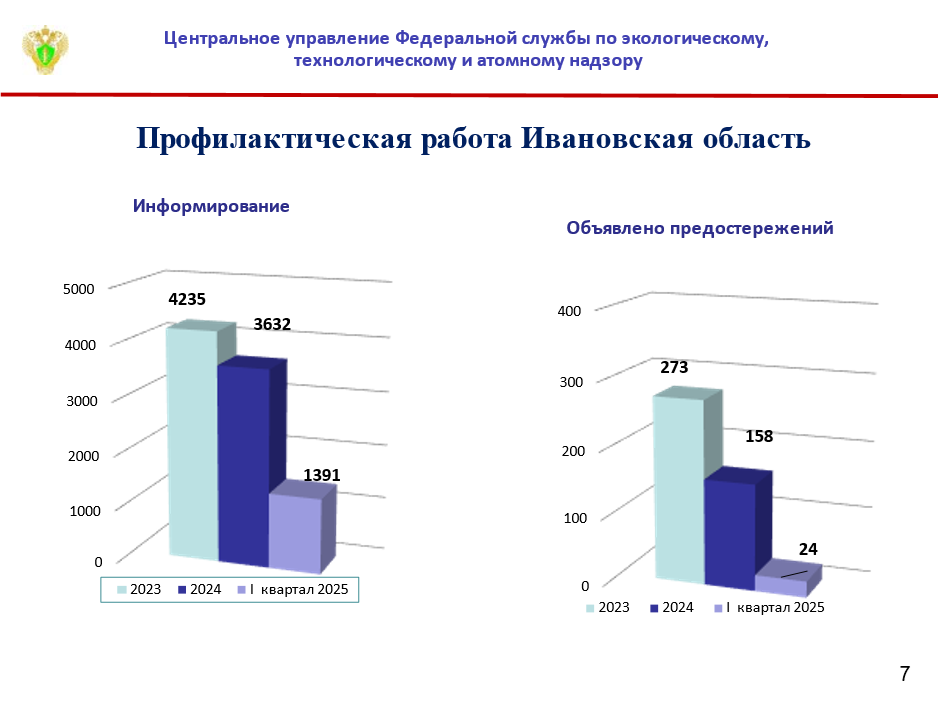 Центральное управление Федеральной службы по экологическому,
технологическому и атомному надзору
Профилактическая работа Ивановская область
Информирование
5000
4000
3000
2000
1000
0
4235
3632
1391
2023 2024 I квартал 2025
Объявлено предостережений
400
300
200
100
0
273
158
24
2023 2024 I квартал 2025
7